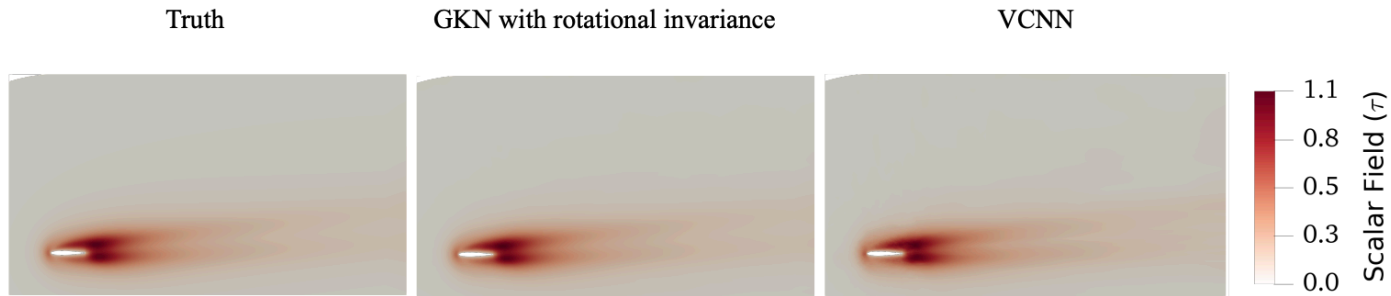 Truth
GKN with rotational invariance
VCNN
1.1
0.8
0.5
0.3
0.0
Scalar Field (τ)